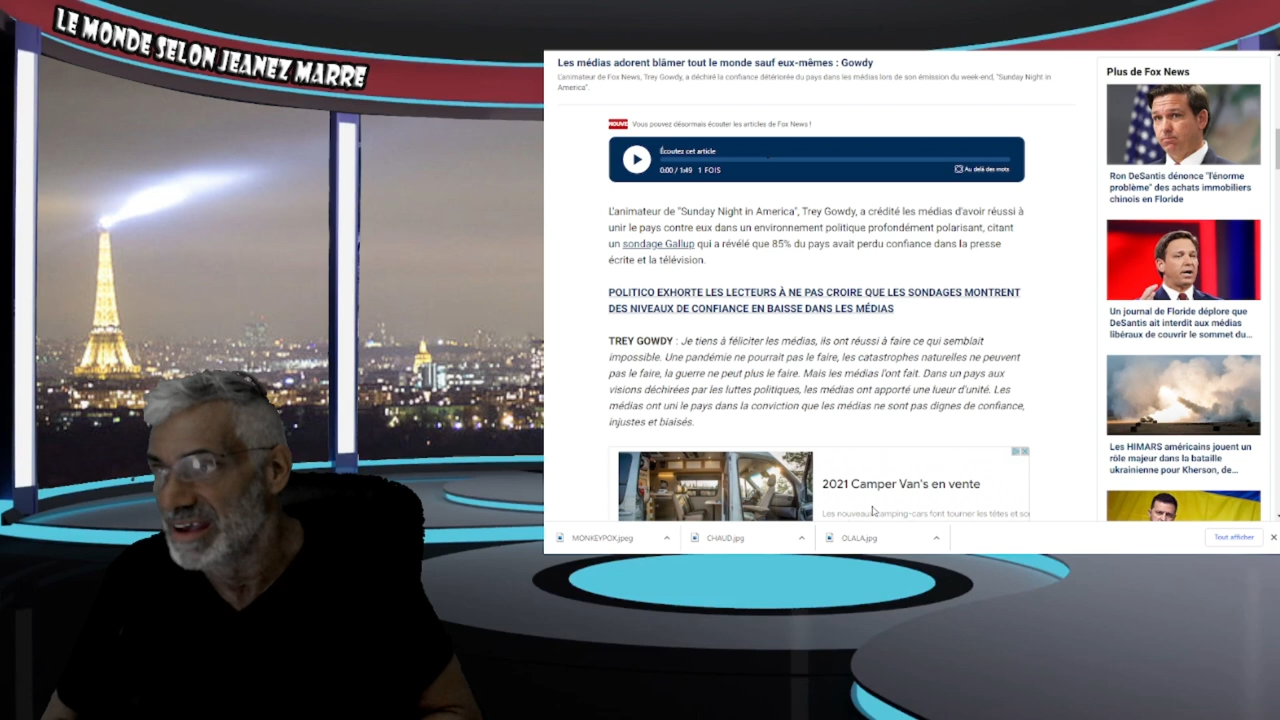 LE MONDE SELON JEANEZ MARRE
Les médias adorent blâmer tout le monde sauf eux-mêmes : Gowdy
L'animateur de Fox News, Trey Gowdy, a déchiré la confiance détériorée du pays dans les médias lors de son émission du week-end, "Sunday Night in
America".
Vous pouvez désormais écouter les articles de Fox News !
Écoutez cet article
0:00 / 1:49 1 FOIS
Au delà des mots
L'animateur de "Sunday Night in America", Trey Gowdy, a crédité les médias d'avoir réussi à
unir le pays contre eux dans un environnement politique profondément polarisant, citant
un sondage Gallup qui a révélé que 85% du pays avait perdu confiance dans la presse
écrite et la télévision.
POLITICO EXHORTE LES LECTEURS À NE PAS CROIRE QUE LES SONDAGES MONTRENT
DES NIVEAUX DE CONFIANCE EN BAISSE DANS LES MÉDIAS
TREY GOWDY : Je tiens à féliciter les médias, ils ont réussi à faire ce qui semblait
impossible. Une pandémie ne pourrait pas le faire, les catastrophes naturelles ne peuvent
pas le faire, la guerre ne peut plus le faire. Mais les médias l'ont fait. Dans un pays aux
visions déchirées par les luttes politiques, les médias ont apporté une lueur d'unité. Les
médias ont uni le pays dans la conviction que les médias ne sont pas dignes de confiance,
injustes et biaisés.
2021 Camper Van's en vente
Les nouveaux camping-cars font tourner les têtes et so
Plus de Fox News
Ron DeSantis dénonce "l'énorme
problème" des achats immobiliers
chinois en Floride
Un journal de Floride déplore que
DeSantis ait interdit aux médias
libéraux de couvrir le sommet du...
Les HIMARS américains jouent un
rôle majeur dans la bataille
ukrainienne pour Kherson, de...
MONKEYPOX.jpeg
CHAUD.jpg
OLALA.jpg
Tout afficher